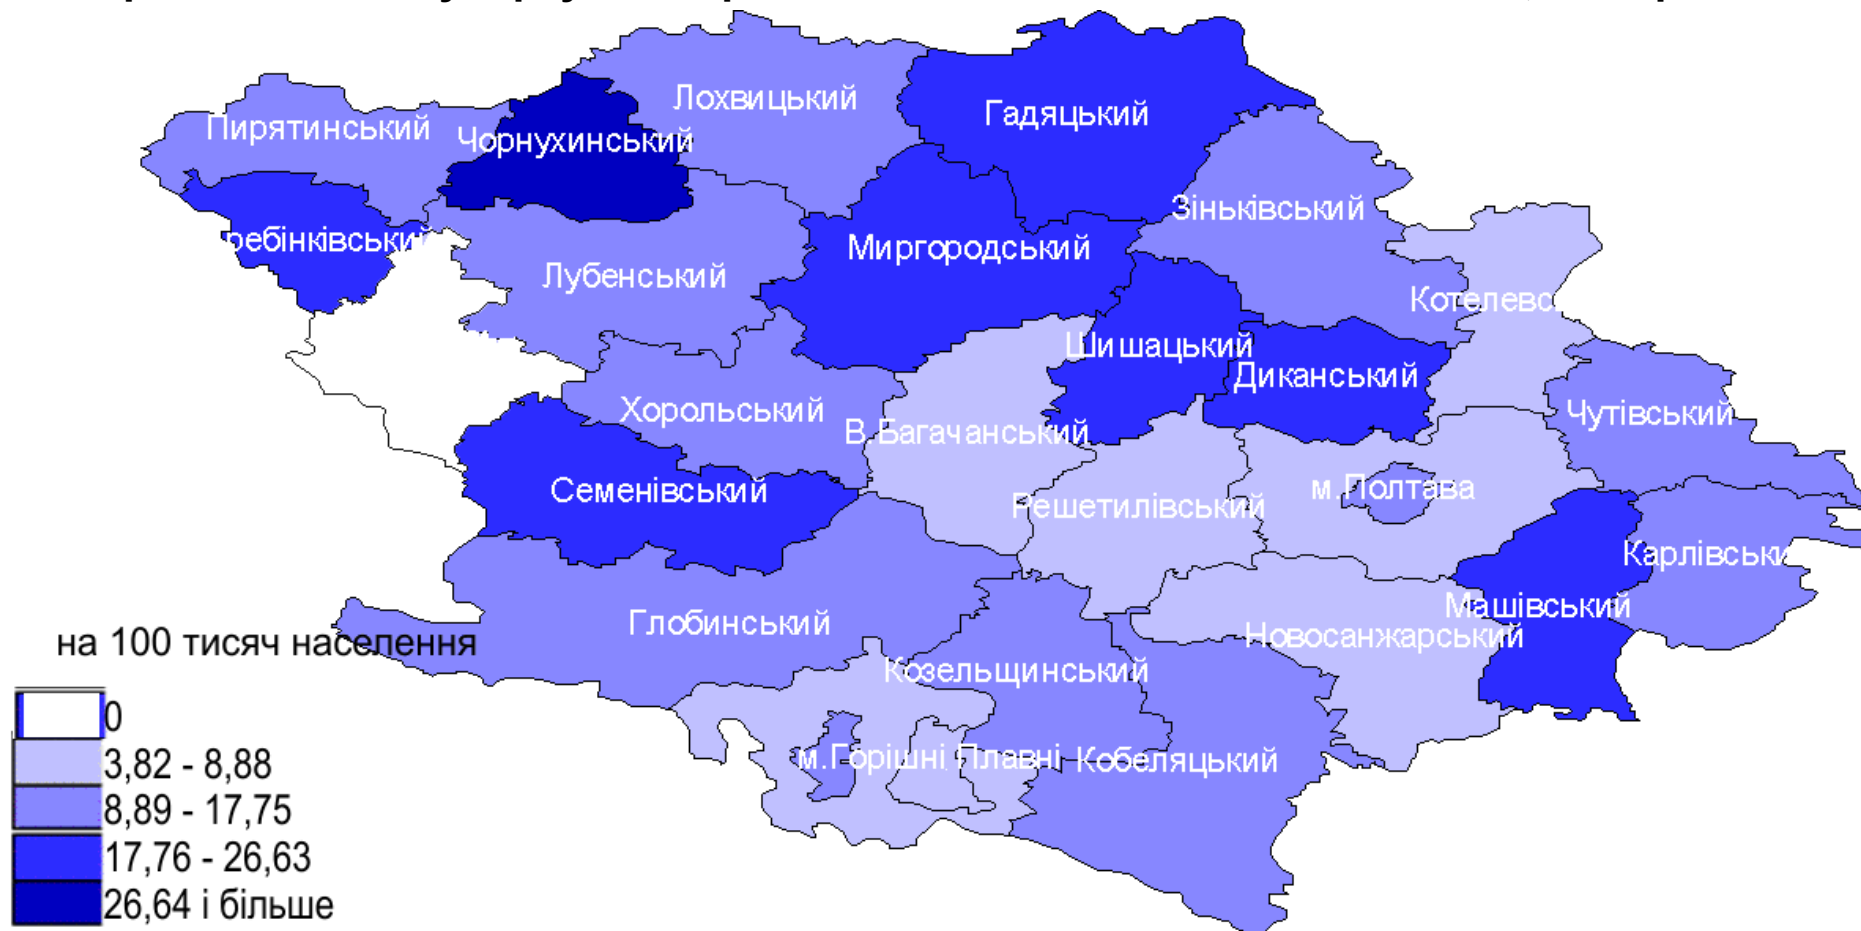 Лохвицький
Гадяцький
Пирятинський
Чорнухинський
Зіньківський
ребінківський
Миргородський
Лубенський
Котелевс
Шишацький
Диканський
Хорольський
Чутівський
В.Багачанський
Семенівський
м.Полтава
Решетилівський
Карлівськи
Машівський
Глобинський
Новосанжарський
на 100 тисяч населення
Козельщинський
0
м.Горішні Плавні
Кобеляцький
3,82 - 8,88
8,89 - 17,75
17,76 - 26,63
26,64 і більше